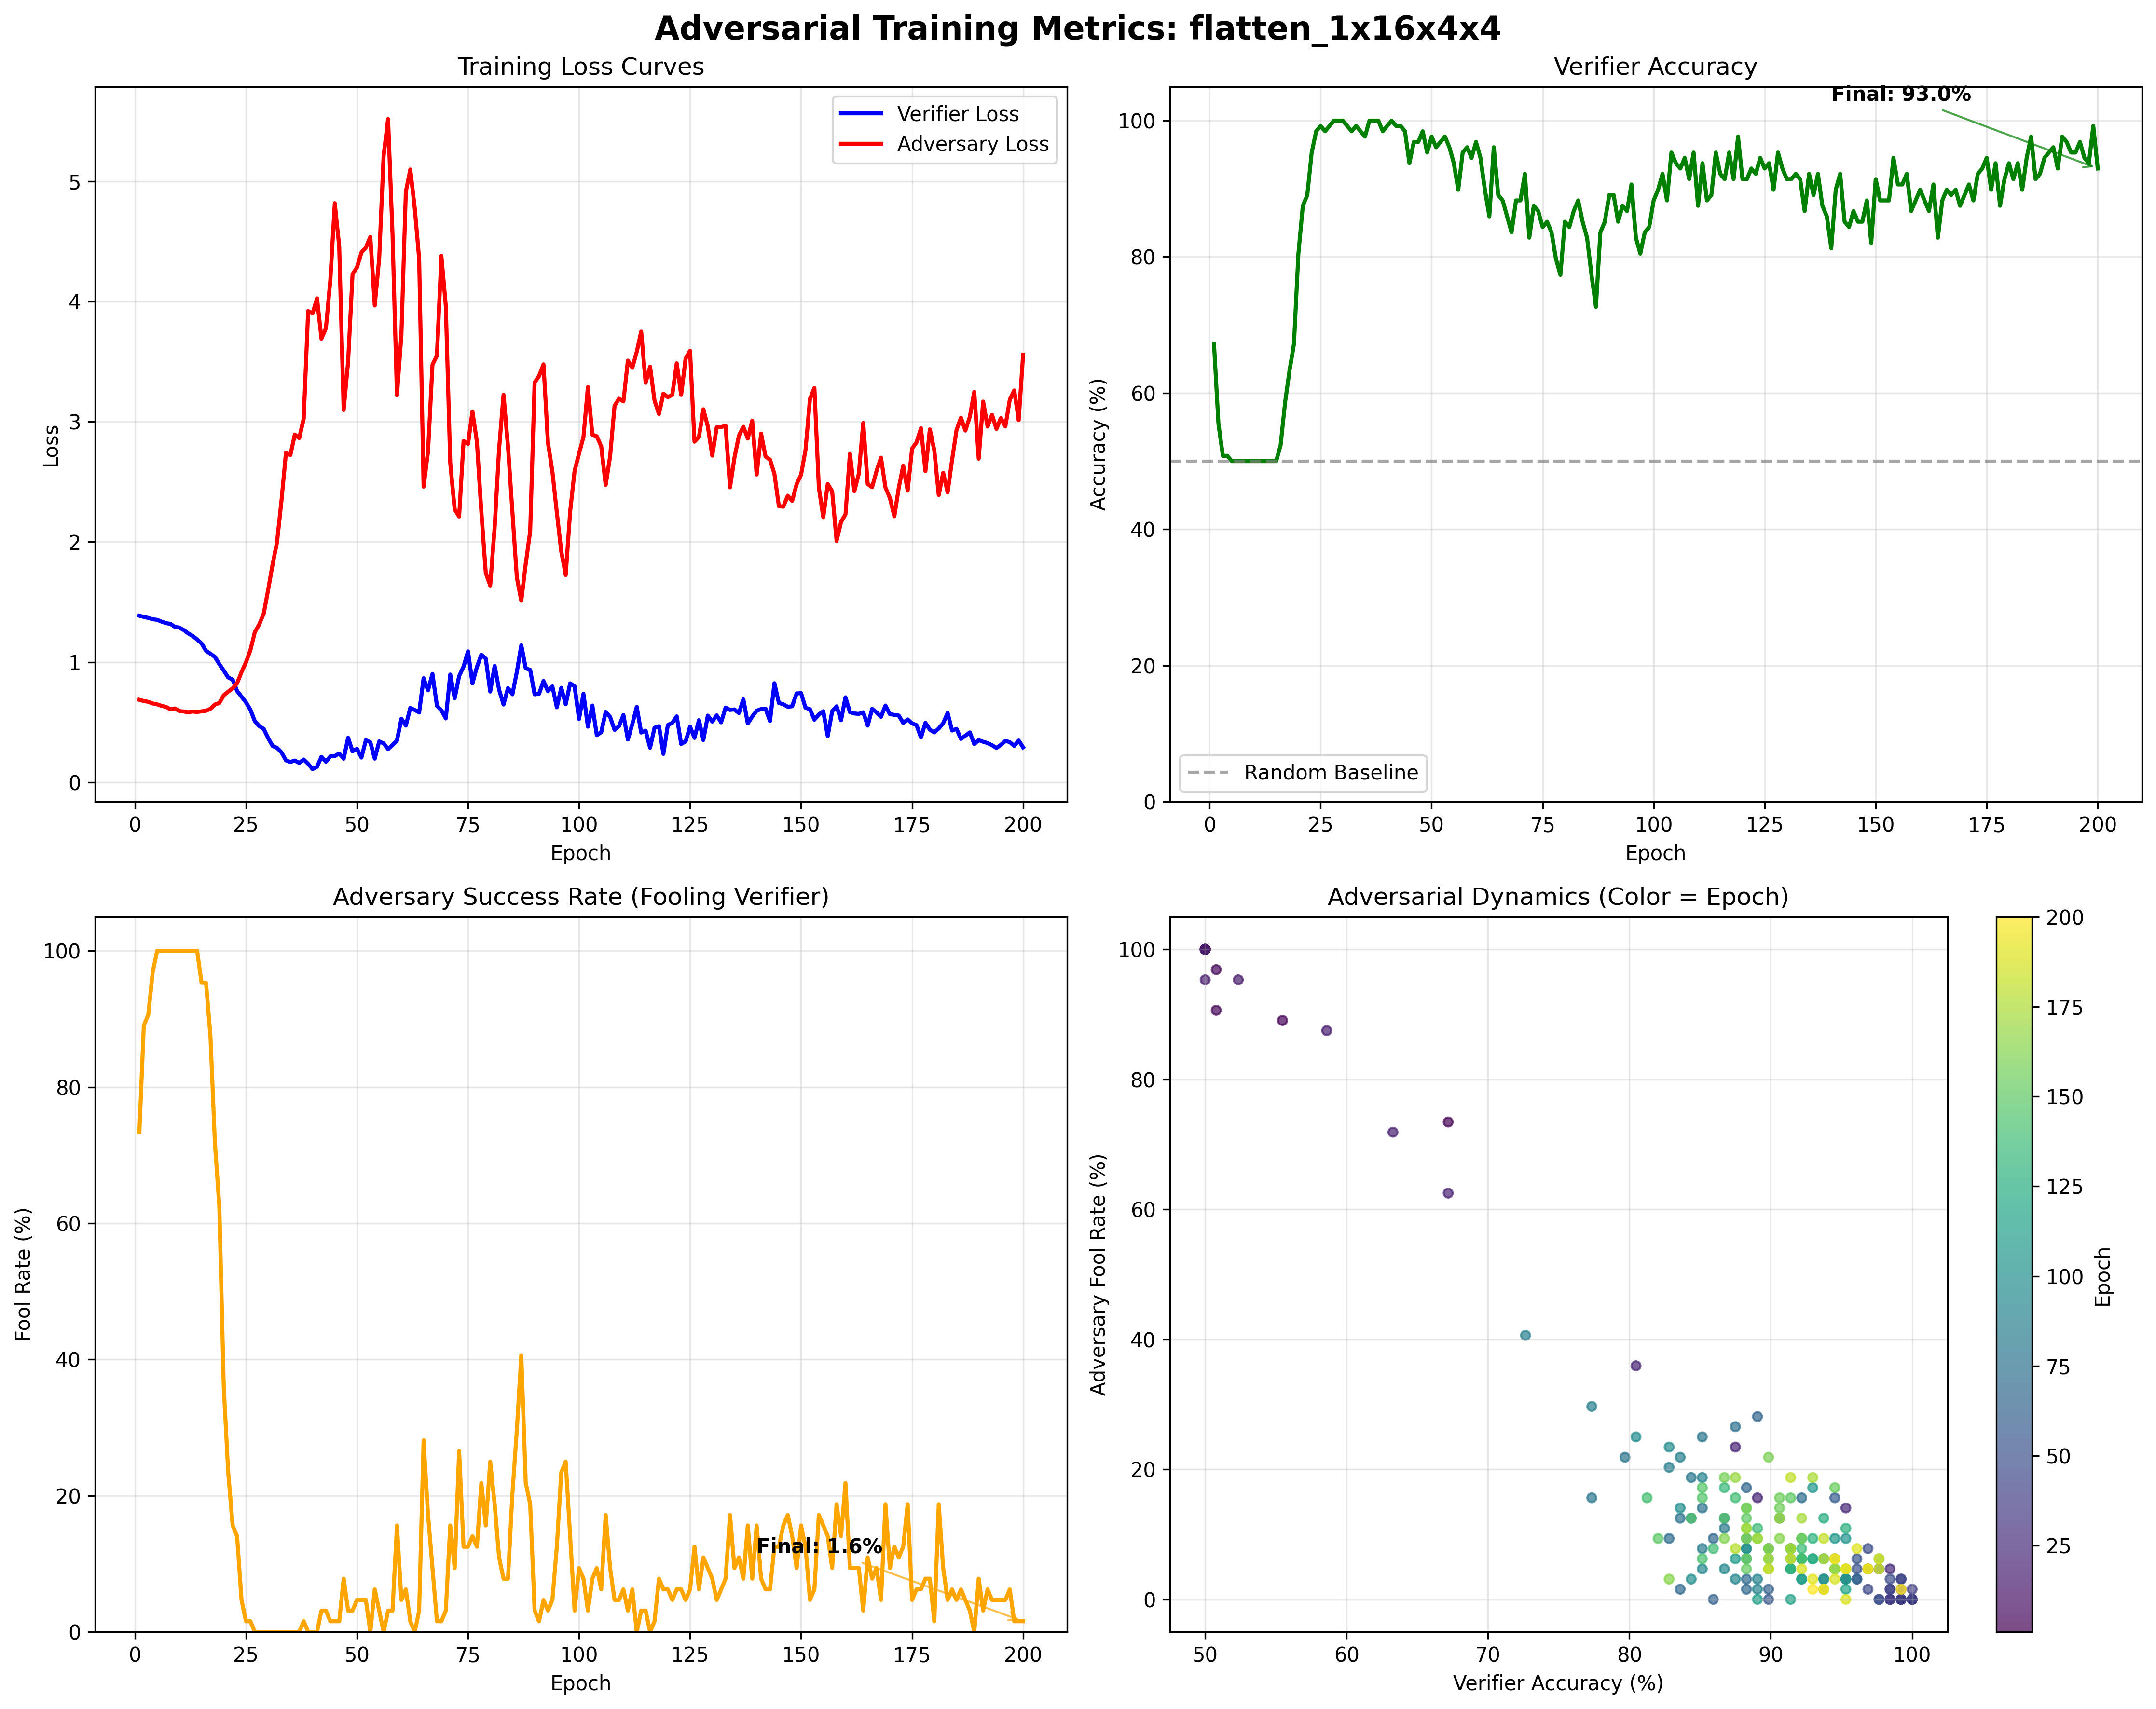 Adversarial Training Metrics: flatten_1x16x4x4
Training Loss Curves
Verifier Loss
Adversary Loss
Loss
5
4
3
2
1
0
0 25 50 75 100 125 150 175 200
Epoch
Verifier Accuracy
Final: 93.0%
Accuracy (%)
100
80
60
40
20
0
Random Baseline
0 25 50 75 100 125 150 175 200
Epoch
Adversary Success Rate (Fooling Verifier)
Fool Rate (%)
100
80
60
40
20
0
Final: 1.6%
0 25 50 75 100 125 150 175 200
Epoch
Adversarial Dynamics (Color = Epoch)
Adversary Fool Rate (%)
100
80
60
40
20
0
50 60 70 80 90 100
Verifier Accuracy (%)
200
175
150
125
100
75
50
25
Epoch